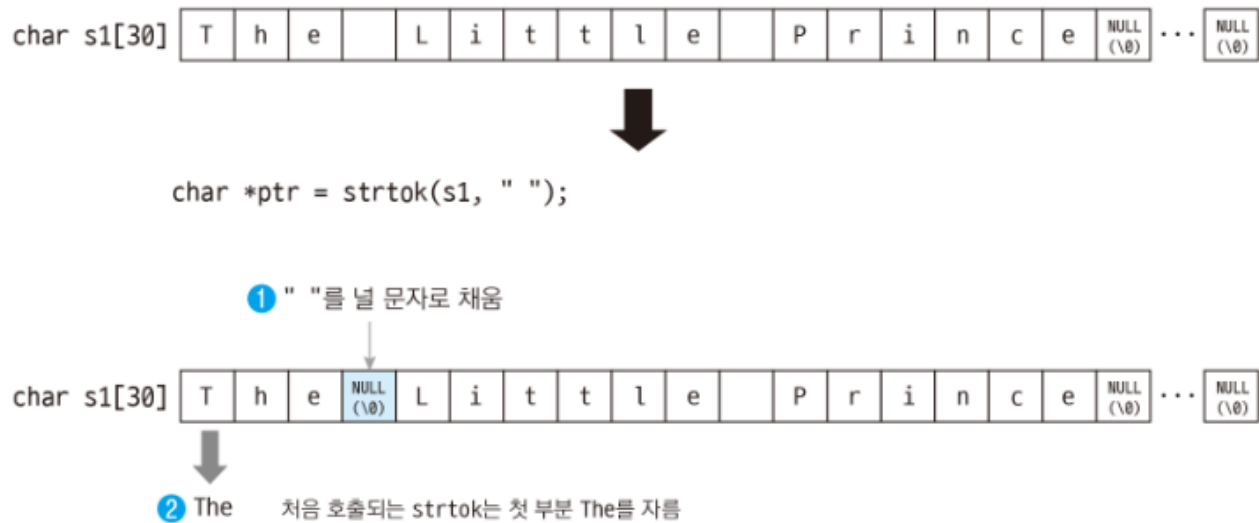 char s1[30] T h e L i t t l e P r i n c e NULL (\0) ··· NULL (\0)
char *ptr = strtok(s1, " ");
1 " "를 널 문자로 채움
char s1[30] T h e NULL (\0) L i t t l e P r i n c e NULL (\0) ··· NULL (\0)
2 The 처음 호출되는 strtok는 첫 부분 The를 자름